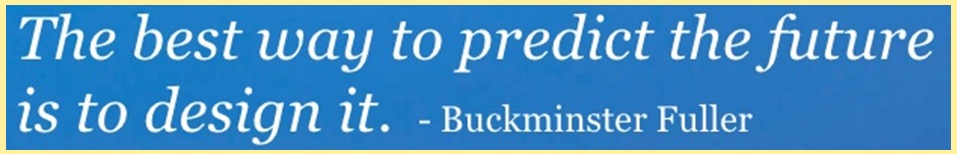 The best way to predict the future
is to design it. - Buckminster Fuller